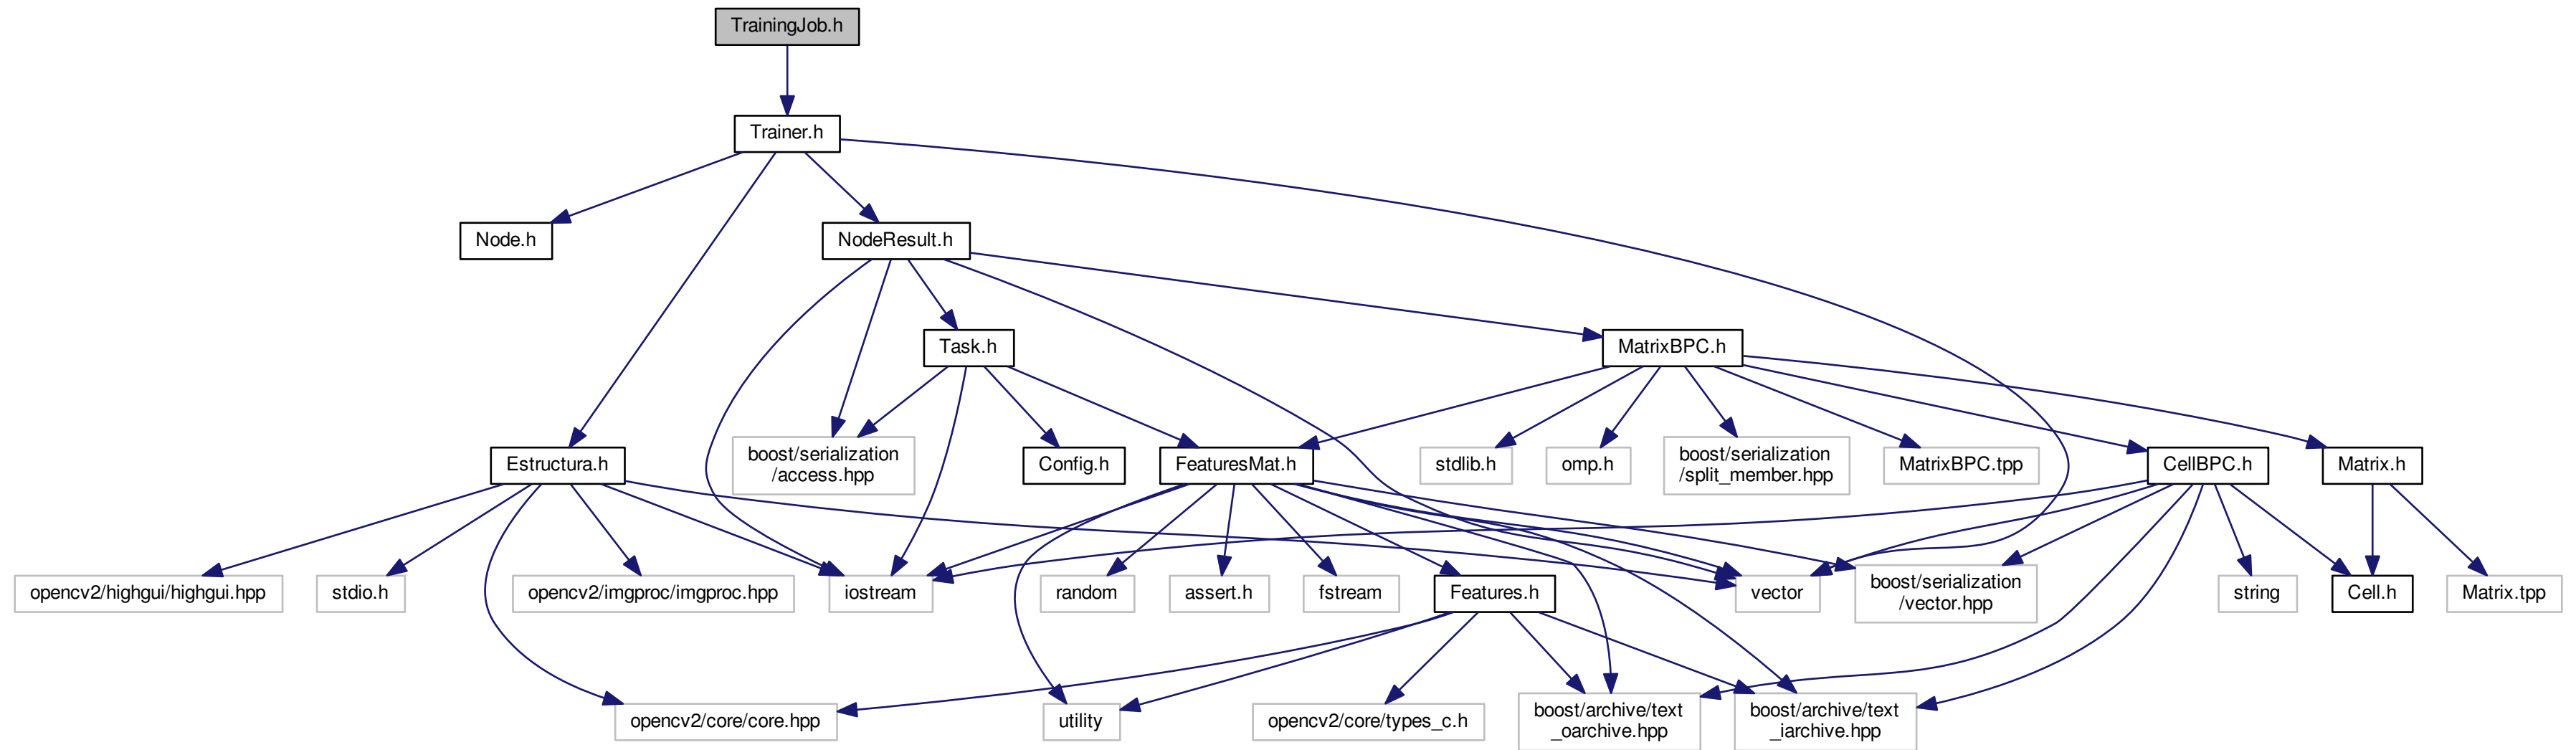 TrainingJob.h
Trainer.h
Node.h
NodeResult.h
Task.h
MatrixBPC.h
Estructura.h
boost/serialization
/access.hpp
Config.h
FeaturesMat.h
stdlib.h
omp.h
boost/serialization
/split_member.hpp
MatrixBPC.tpp
CellBPC.h
Matrix.h
opencv2/highgui/highgui.hpp
stdio.h
opencv2/imgproc/imgproc.hpp
iostream
random
assert.h
fstream
Features.h
vector
boost/serialization
/vector.hpp
string
Cell.h
Matrix.tpp
opencv2/core/core.hpp
utility
opencv2/core/types_c.h
boost/archive/text
_oarchive.hpp
boost/archive/text
_iarchive.hpp